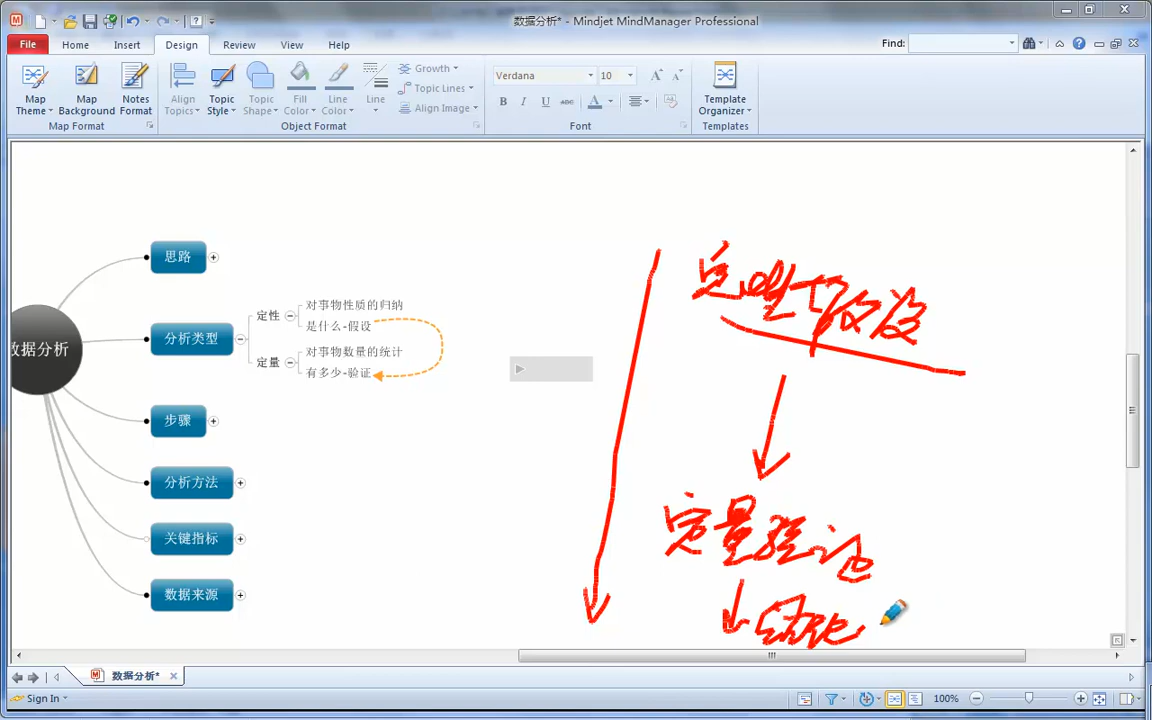 数据分析* - Mindjet MindManager Professional
File Home Insert Design Review View Help Find:
Map Theme
Map Background
Notes Format
Align Topics
Topic Style
Topic Shape
Fill Color
Line Color
Line
Growth
Topic Lines
Align Image
Verdana 10
B I U abc A
Template Organizer
Map Format Object Format Font Templates
数据分析
思路
分析类型
定性
对事物性质的归纳
是什么-假设
定量
对事物数量的统计
有多少-验证
步骤
分析方法
关键指标
数据来源
定性假设
定量验证
结论
数据分析*
Sign In 100%